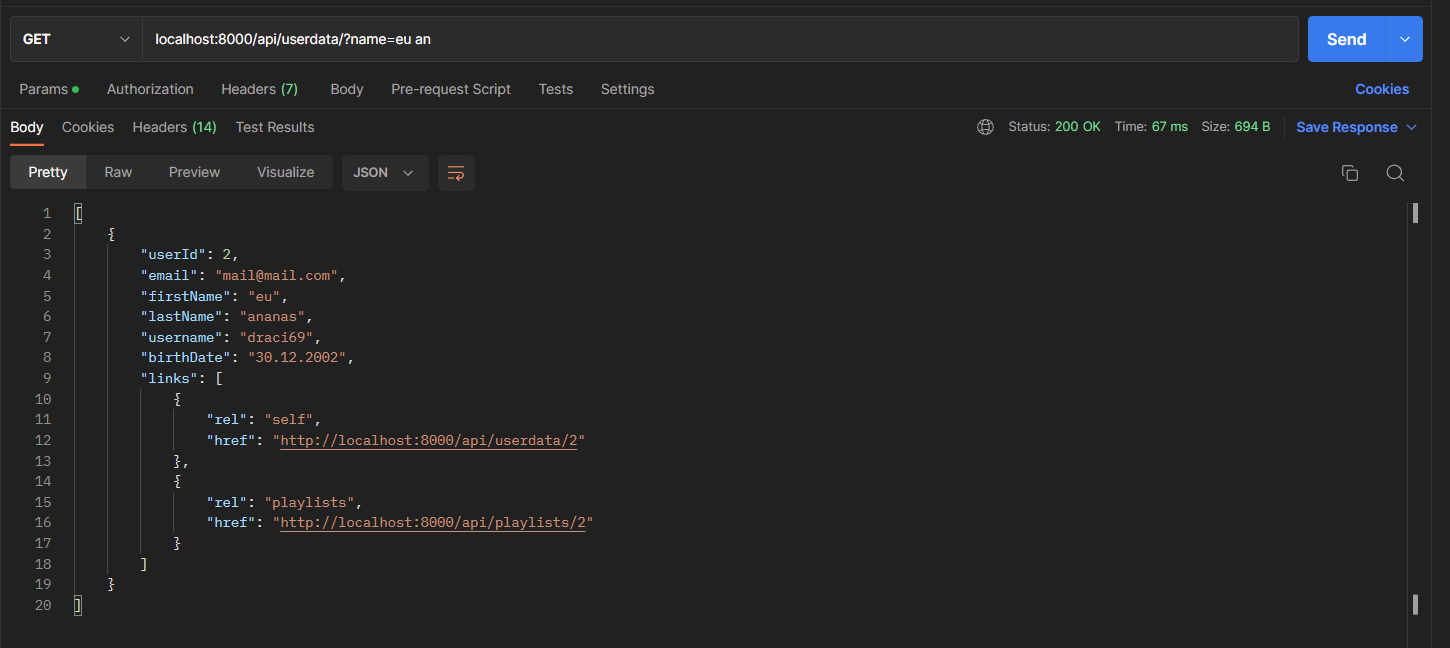 GET localhost:8000/api/userdata/?name=eu an Send
Params Authorization Headers (7) Body Pre-request Script Tests Settings Cookies
Body Cookies Headers (14) Test Results Status: 200 OK Time: 67 ms Size: 694 B Save Response
Pretty Raw Preview Visualize JSON
1 [
2 {
3 "userId": 2,
4 "email": "mail@mail.com",
5 "firstName": "eu",
6 "lastName": "ananas",
7 "username": "draci69",
8 "birthDate": "30.12.2002",
9 "links": [
10 {
11 "rel": "self",
12 "href": "http://localhost:8000/api/userdata/2"
13 },
14 {
15 "rel": "playlists",
16 "href": "http://localhost:8000/api/playlists/2"
17 }
18 ]
19 }
20 ]